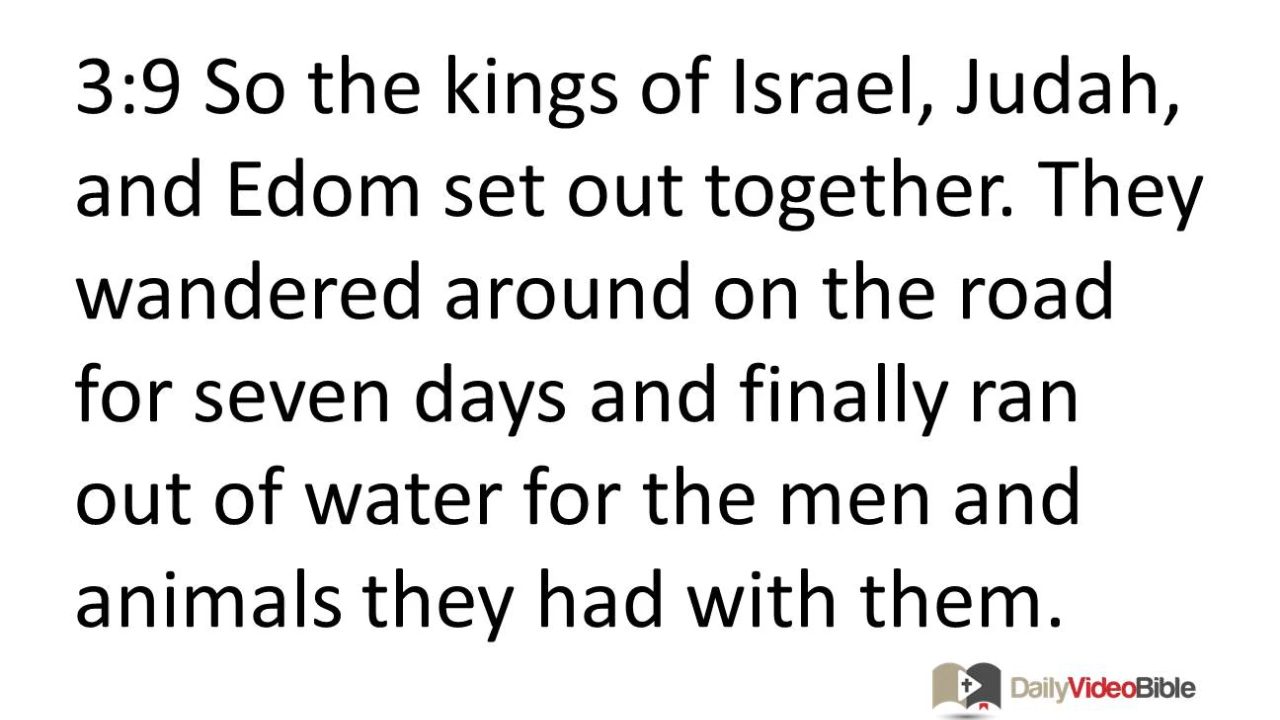 3:9 So the kings of Israel, Judah,
and Edom set out together. They
wandered around on the road
for seven days and finally ran
out of water for the men and
animals they had with them.
DailyVideoBible